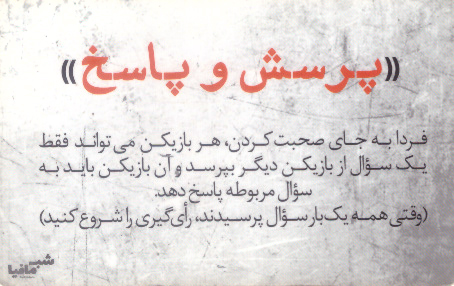 «پرسش و پاسخ»
فردا به جای صحبت کردن، هر بازیکن می تواند فقط
یک سؤال از بازیکن دیگر بپرسد و آن بازیکن باید به
سؤال مربوطه پاسخ دهد.
(وقتی همه یک‌بار سؤال پرسیدند، رأی‌گیری را شروع کنید)
شب
مافیا